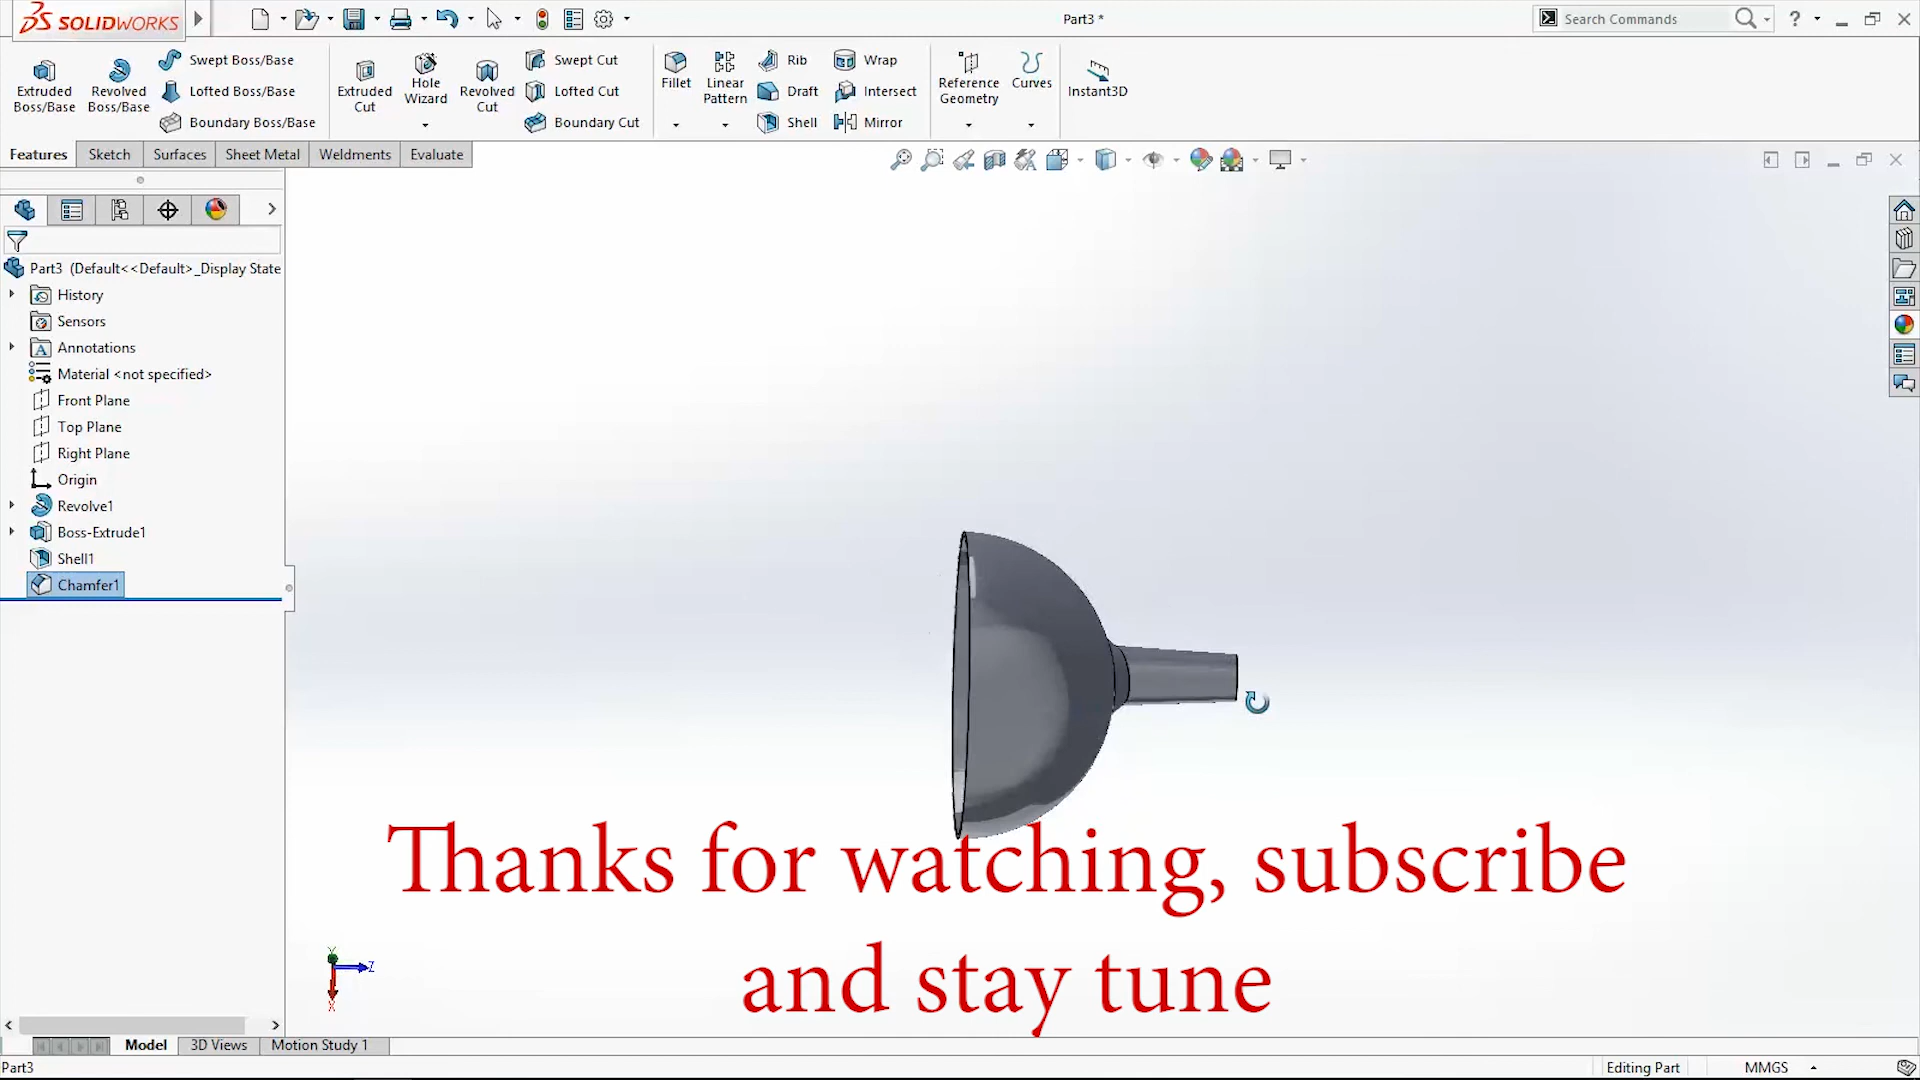 SOLIDWORKS
Part3 *
Search Commands
Extruded Boss/Base
Revolved Boss/Base
Swept Boss/Base
Lofted Boss/Base
Boundary Boss/Base
Extruded Cut
Hole Wizard
Revolved Cut
Swept Cut
Lofted Cut
Boundary Cut
Fillet
Linear Pattern
Rib
Draft
Shell
Wrap
Intersect
Mirror
Reference Geometry
Curves
Instant3D
Features
Sketch
Surfaces
Sheet Metal
Weldments
Evaluate
Part3 (Default<<Default>_Display State
History
Sensors
Annotations
Material <not specified>
Front Plane
Top Plane
Right Plane
Origin
Revolve1
Boss-Extrude1
Shell1
Chamfer1
Thanks for watching, subscribe
and stay tune
Y
Z
X
Model
3D Views
Motion Study 1
Part3
Editing Part
MMGS